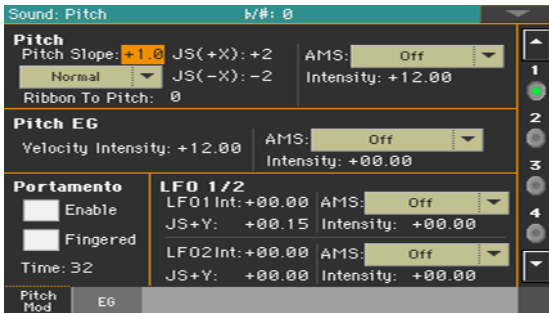 Sound: Pitch ♭/#: 0
Pitch
Pitch Slope: +1.0 JS(+X): +2 AMS: Off
Normal JS(-X): -2 Intensity: +12.00
Ribbon To Pitch: 0
Pitch EG
Velocity Intensity: +12.00 AMS: Off
Intensity: +00.00
Portamento
Enable
Fingered
Time: 32
LFO 1/2
LFO1 Int: +00.00 AMS: Off
JS+Y: +00.15 Intensity: +00.00
LFO2 Int: +00.00 AMS: Off
JS+Y: +00.00 Intensity: +00.00
1
2
3
4
Pitch Mod
EG